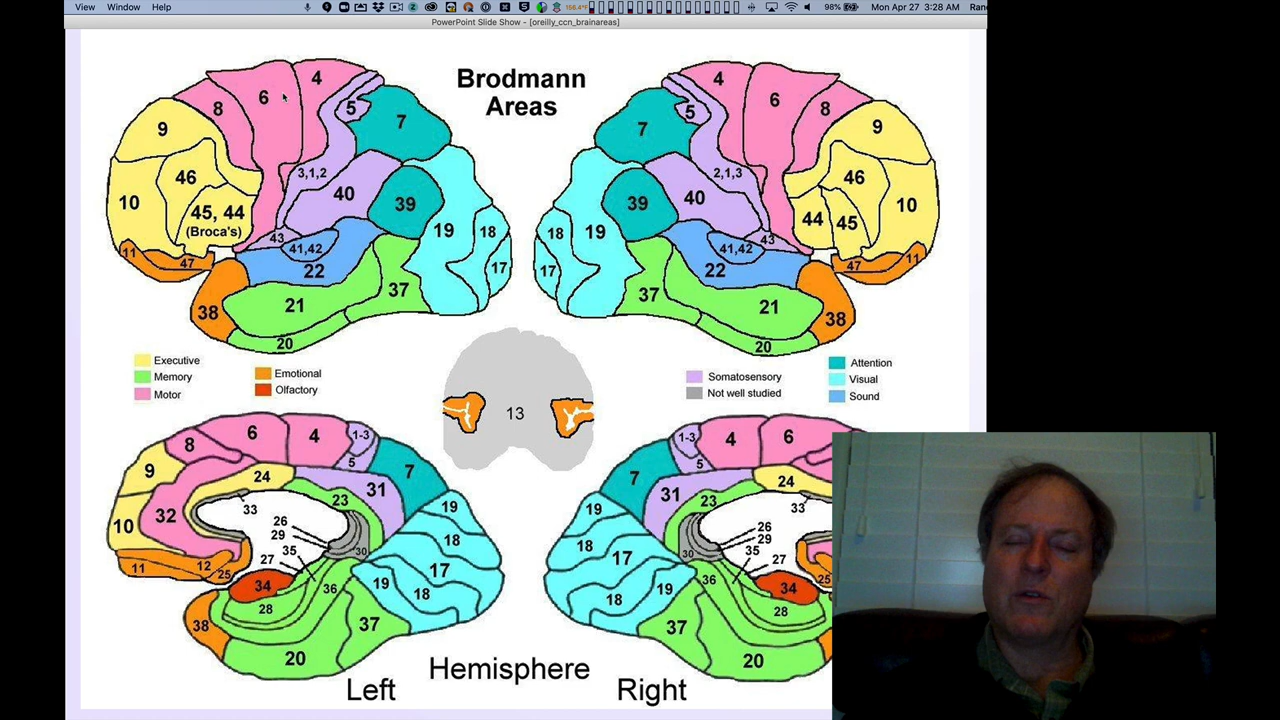 View Window Help 156.4°F 98% Mon Apr 27 3:28 AM Ran
PowerPoint Slide Show - [oreilly_ccn_brainareas]
Brodmann
Areas
4 6 8 5 7 9 46 10 3,1,2 40 39 45, 44
(Broca's)
43 41,42 19 18 17 11 47 22 21 37 38 20
4 6 8 5 7 9 46 10 2,1,3 40 39 44 45
43 41,42 19 18 17 11 47 22 21 37 38 20
Executive
Memory
Motor
Emotional
Olfactory
13
Somatosensory
Not well studied
Attention
Visual
Sound
8 6 4 1-3 5 7 9 24 31 23 10 32 33 26 29 30 35 27 19 18 17 11 12 25 34 28 36 19 18 38 37 20
1-3 4 6 5 7 31 23 24 33 26 29 30 35 27 19 18 17 25 34 28 36 19 18 37 20
Hemisphere
Left Right